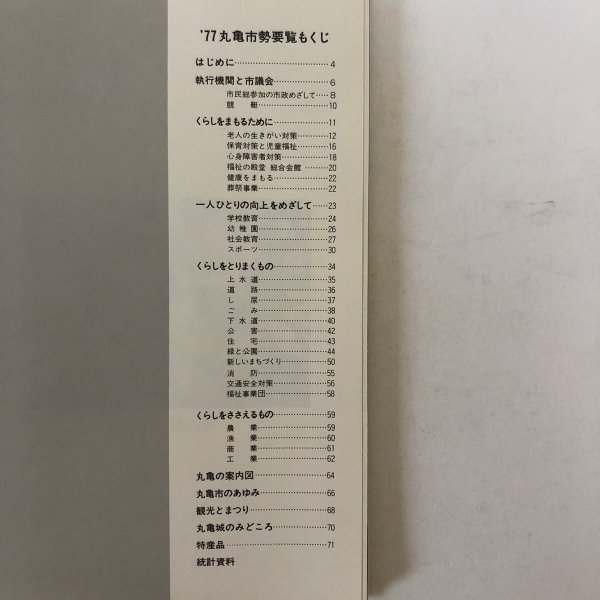 '77丸亀市勢要覧もくじ
はじめに…………………………4
執行機関と市議会………………6
市民総参加の市政めざして……8
競　艇……………………10
くらしをまもるために…………11
老人の生きがい対策………12
保育対策と児童福祉………16
心身障害者対策……………18
福祉の殿堂 総合会館………20
健康をまもる………………22
葬祭事業……………………22
一人ひとりの向上をめざして…23
学校教育……………………24
幼稚園………………………26
社会教育……………………27
スポーツ……………………30
くらしをとりまくもの…………34
上水道………………………35
道　路………………………36
し　尿………………………37
ご　み………………………38
下水道………………………40
公　害………………………42
住　宅………………………43
緑と公園……………………44
新しいまちづくり…………50
消　防………………………55
交通安全対策………………56
福祉事業団…………………58
くらしをささえるもの…………59
農　業………………………59
漁　業………………………60
商　業………………………61
工　業………………………62
丸亀の案内図……………………64
丸亀市のあゆみ…………………66
観光とまつり……………………68
丸亀城のみどころ………………70
特産品……………………………71
統計資料